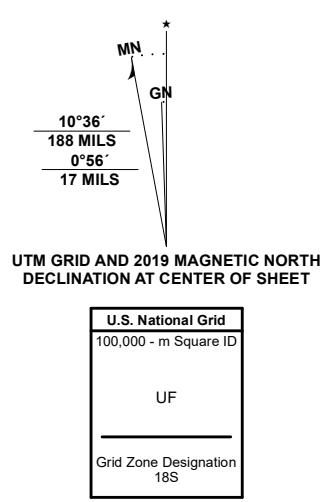 ★
MN
GN
10°36´
188 MILS
0°56´
17 MILS
UTM GRID AND 2019 MAGNETIC NORTH
DECLINATION AT CENTER OF SHEET
U.S. National Grid
100,000 - m Square ID
UF
Grid Zone Designation
18S